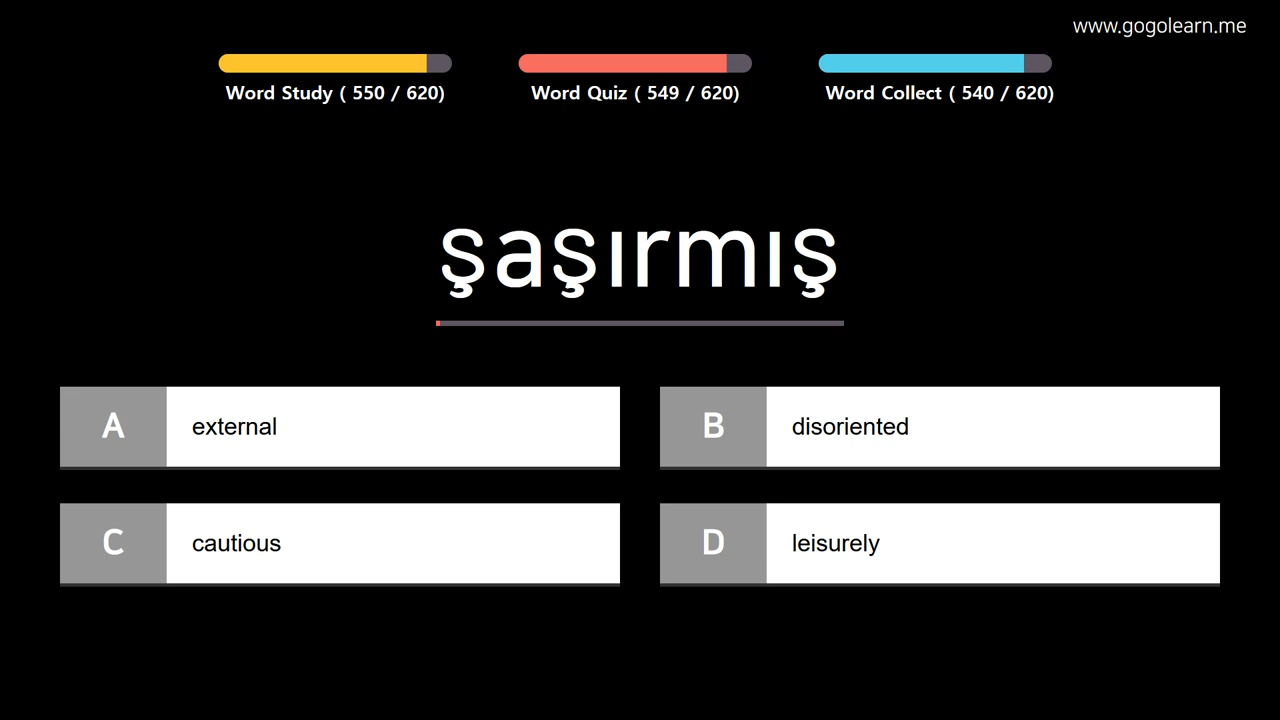 www.gogolearn.me
Word Study ( 550 / 620)
Word Quiz ( 549 / 620)
Word Collect ( 540 / 620)
şaşırmış
A external
B disoriented
C cautious
D leisurely